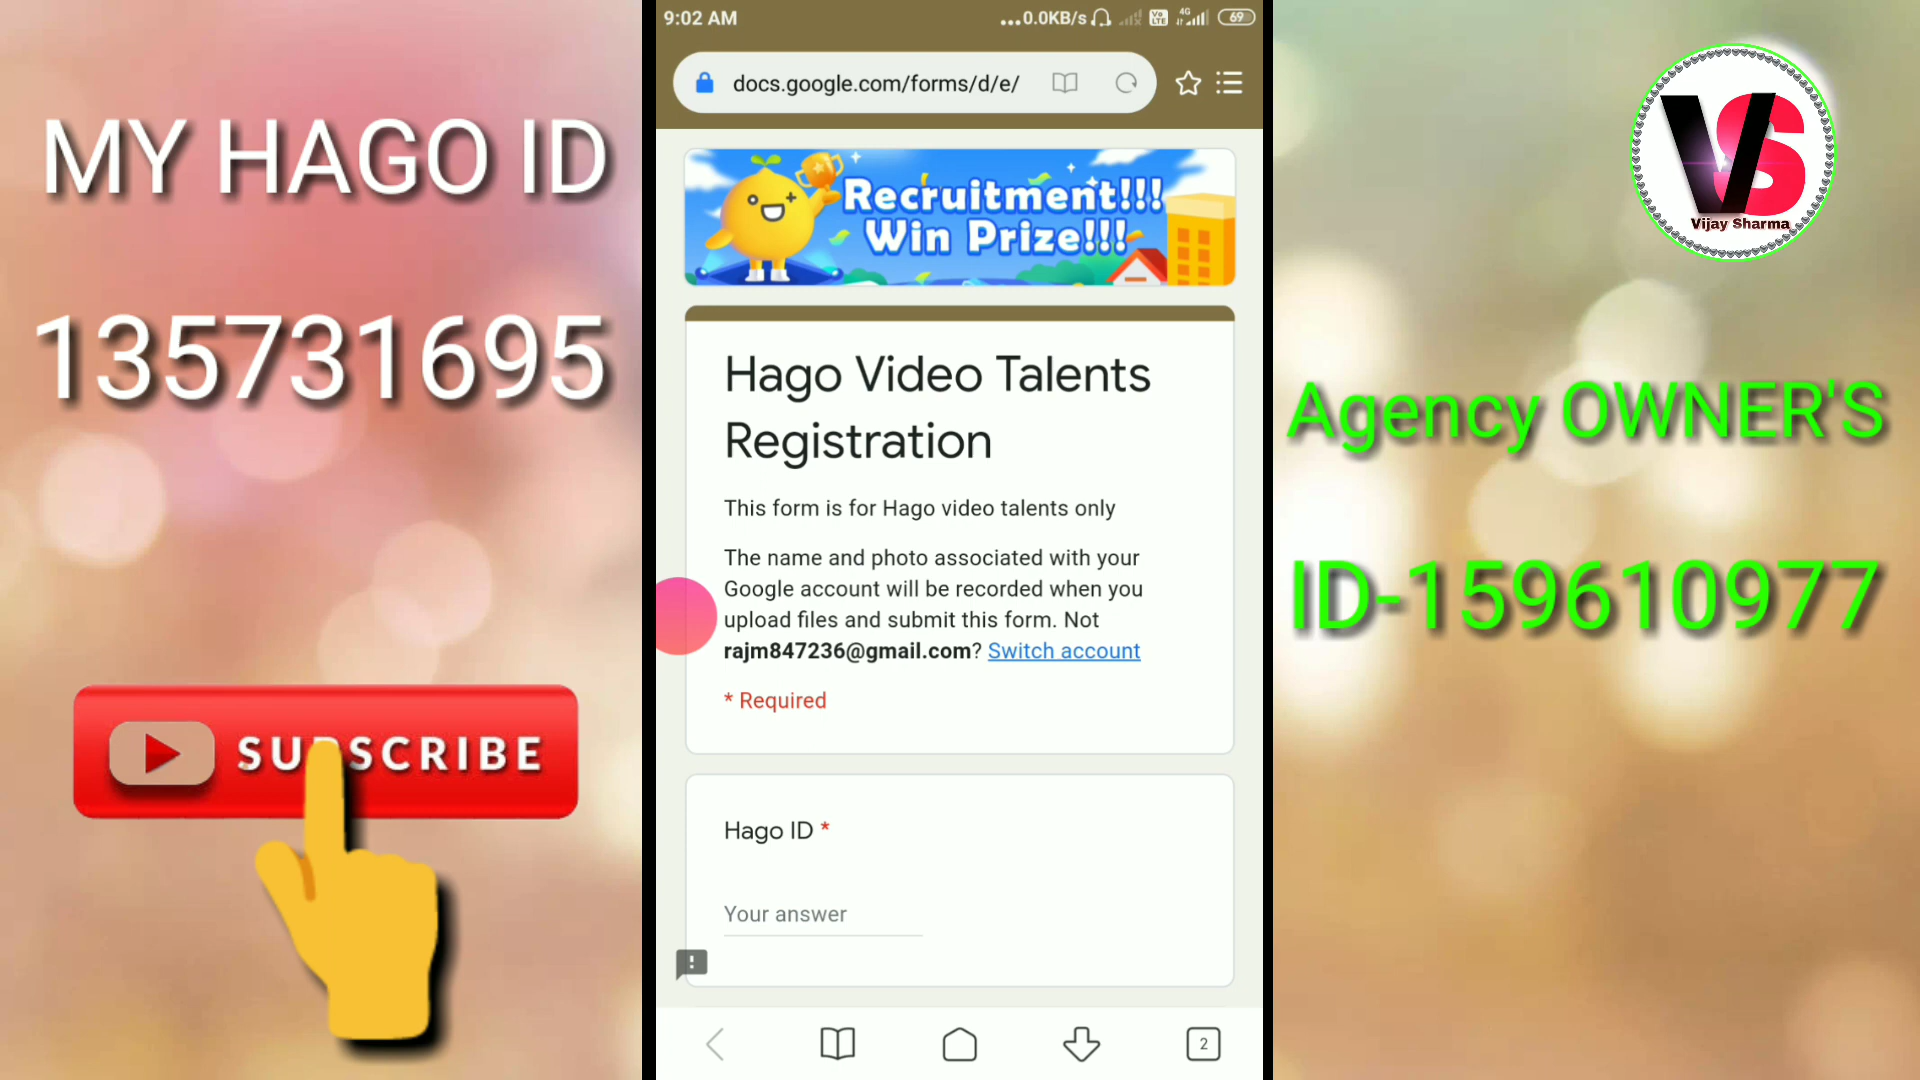 MY HAGO ID
135731695
SUBSCRIBE
9:02 AM
...0.0KB/s
4G
69
docs.google.com/forms/d/e/
Recruitment!!!
Win Prize!!!
Hago Video Talents
Registration
This form is for Hago video talents only
The name and photo associated with your
Google account will be recorded when you
upload files and submit this form. Not
rajm847236@gmail.com? Switch account
* Required
Hago ID *
Your answer
2
VS
Vijay Sharma
Agency OWNER'S
ID-159610977